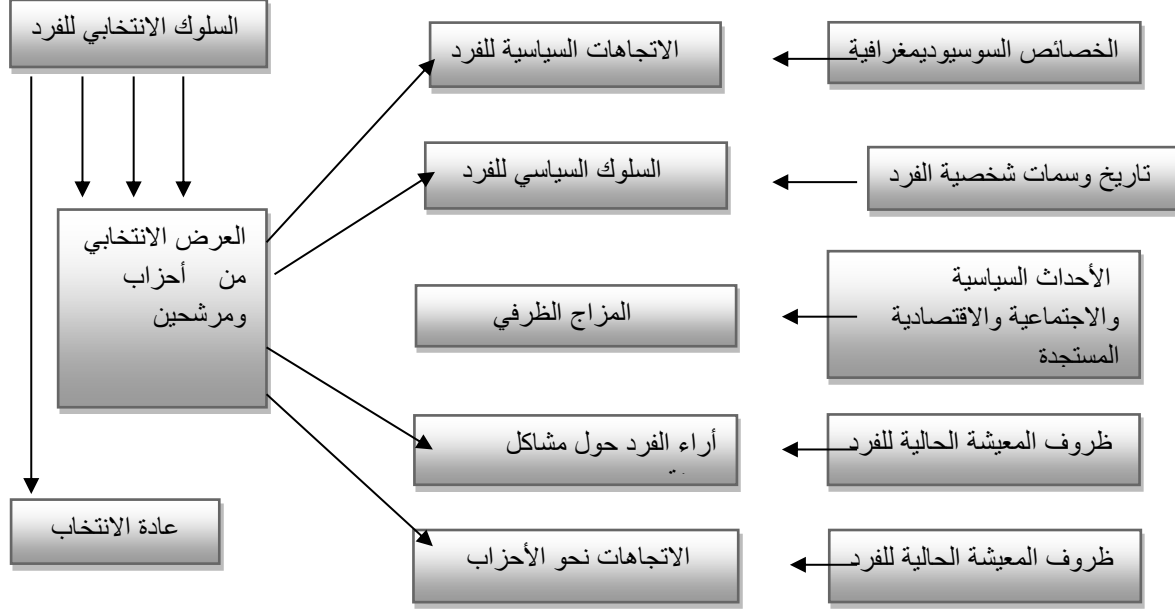 السلوك الانتخابي للفرد
الاتجاهات السياسية للفرد
الخصائص السوسيوديمغرافية
السلوك السياسي للفرد
تاريخ وسمات شخصية الفرد
العرض الانتخابي
من أحزاب
ومرشحين
المزاج الظرفي
الأحداث السياسية
والاجتماعية والاقتصادية
المستجدة
أراء الفرد حول مشاكل
ظروف المعيشة الحالية للفرد
عادة الانتخاب
الاتجاهات نحو الأحزاب
ظروف المعيشة الحالية للفرد